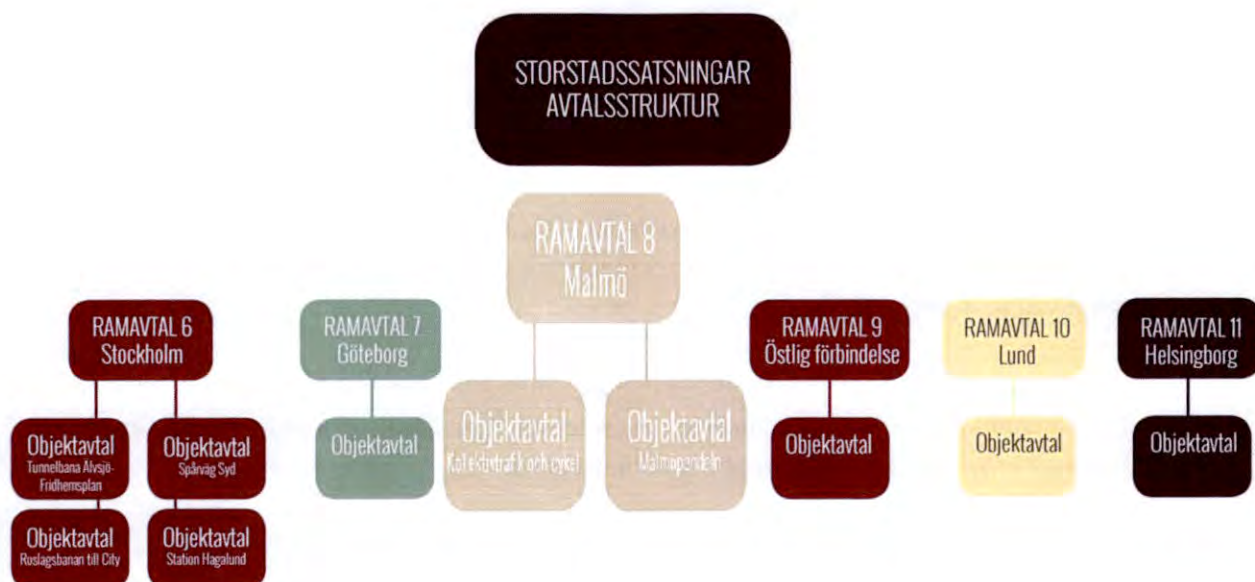 STORSTADSSATSNINGAR
AVTALSSTRUKTUR
RAMAVTAL 8
Malmö
RAMAVTAL 6
Stockholm
RAMAVTAL 7
Göteborg
RAMAVTAL 9
Östlig förbindelse
RAMAVTAL 10
Lund
RAMAVTAL 11
Helsingborg
Objektavtal
Tunnelbana Älvsjö-
Fridhemsplan
Objektavtal
Spårväg Syd
Objektavtal
Objektavtal
Kollektivtrafik och cykel
Objektavtal
Malmöpendeln
Objektavtal
Objektavtal
Objektavtal
Objektavtal
Roslagsbanan till City
Objektavtal
Station Hagalund